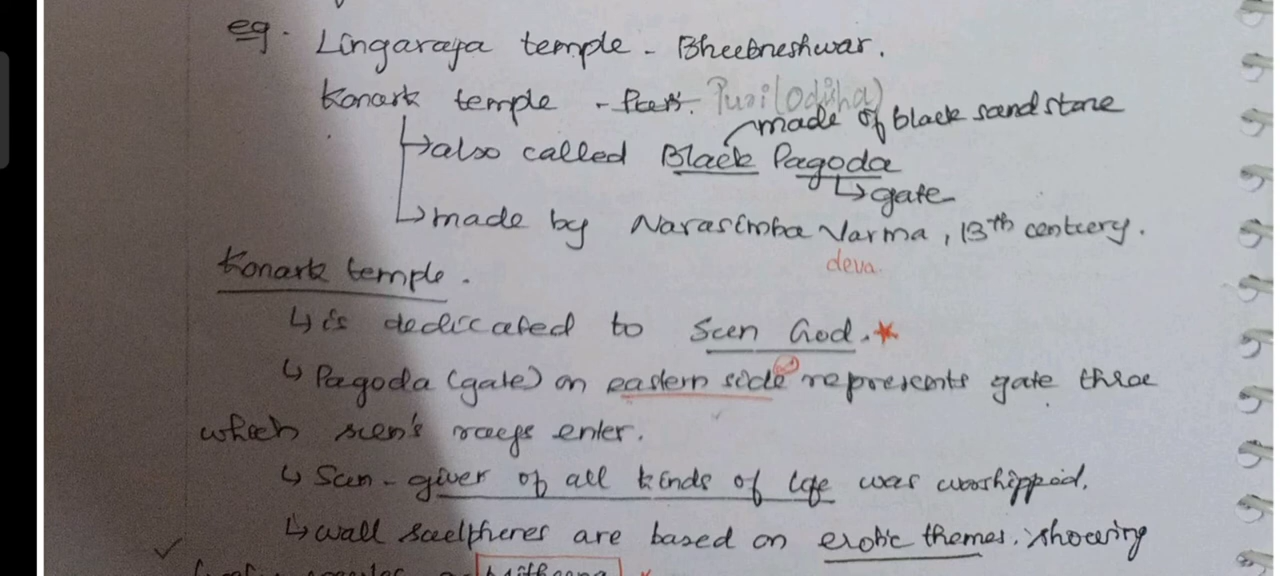 eg. Lingaraja temple - Bheebneshwar.
Konark temple - Puri (Odisha)
made of black sandstone
↳ also called Black Pagoda
↳ gate
↳ made by Narasimha Varma, 13th century.
deva.
Konark temple.
↳ is dedicated to Sun God. ★
↳ Pagoda (gate) on eastern side represents gate throe
which sun's rays enter.
↳ Sun - giver of all kinds of life was worshipped.
↳ wall sculptures are based on erotic themes. showing